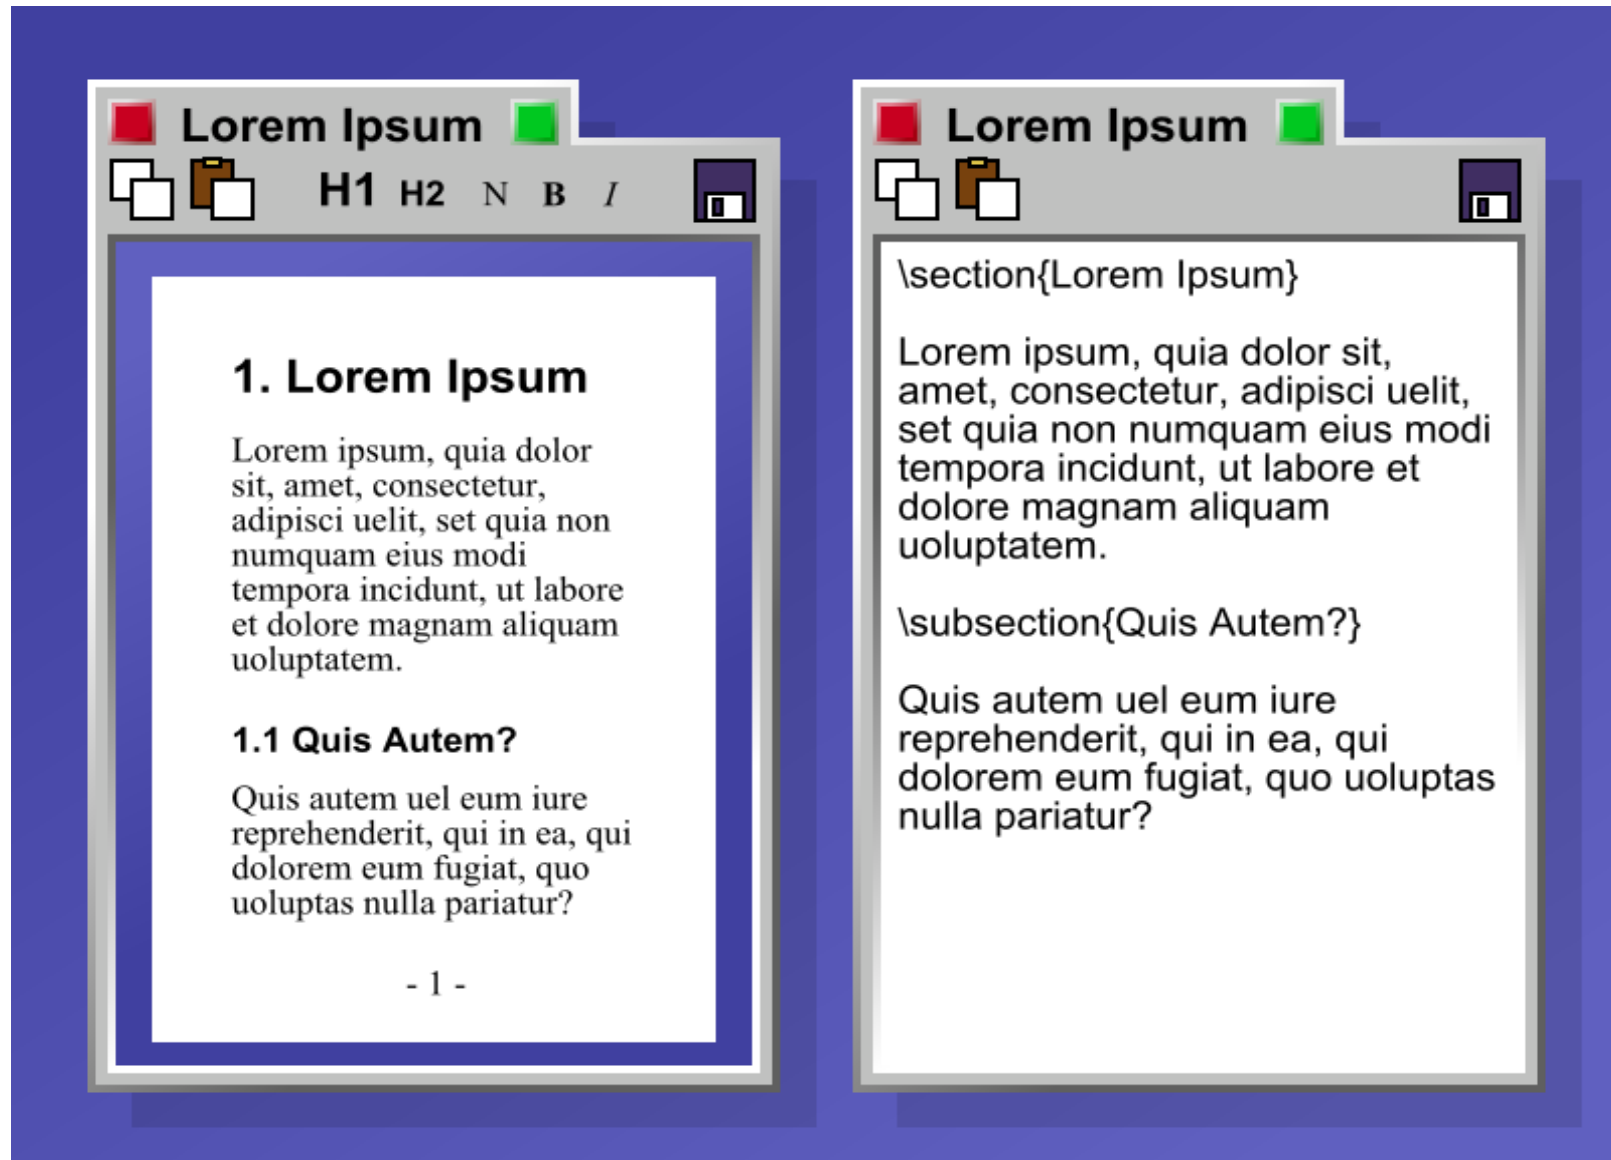 Lorem Ipsum
H1 H2 N B I
1. Lorem Ipsum
Lorem ipsum, quia dolor
sit, amet, consectetur,
adipisci uelit, set quia non
numquam eius modi
tempora incidunt, ut labore
et dolore magnam aliquam
uoluptatem.
1.1 Quis Autem?
Quis autem uel eum iure
reprehenderit, qui in ea, qui
dolorem eum fugiat, quo
uoluptas nulla pariatur?
- 1 -
Lorem Ipsum
\section{Lorem Ipsum}
Lorem ipsum, quia dolor sit,
amet, consectetur, adipisci uelit,
set quia non numquam eius modi
tempora incidunt, ut labore et
dolore magnam aliquam
uoluptatem.
\subsection{Quis Autem?}
Quis autem uel eum iure
reprehenderit, qui in ea, qui
dolorem eum fugiat, quo uoluptas
nulla pariatur?